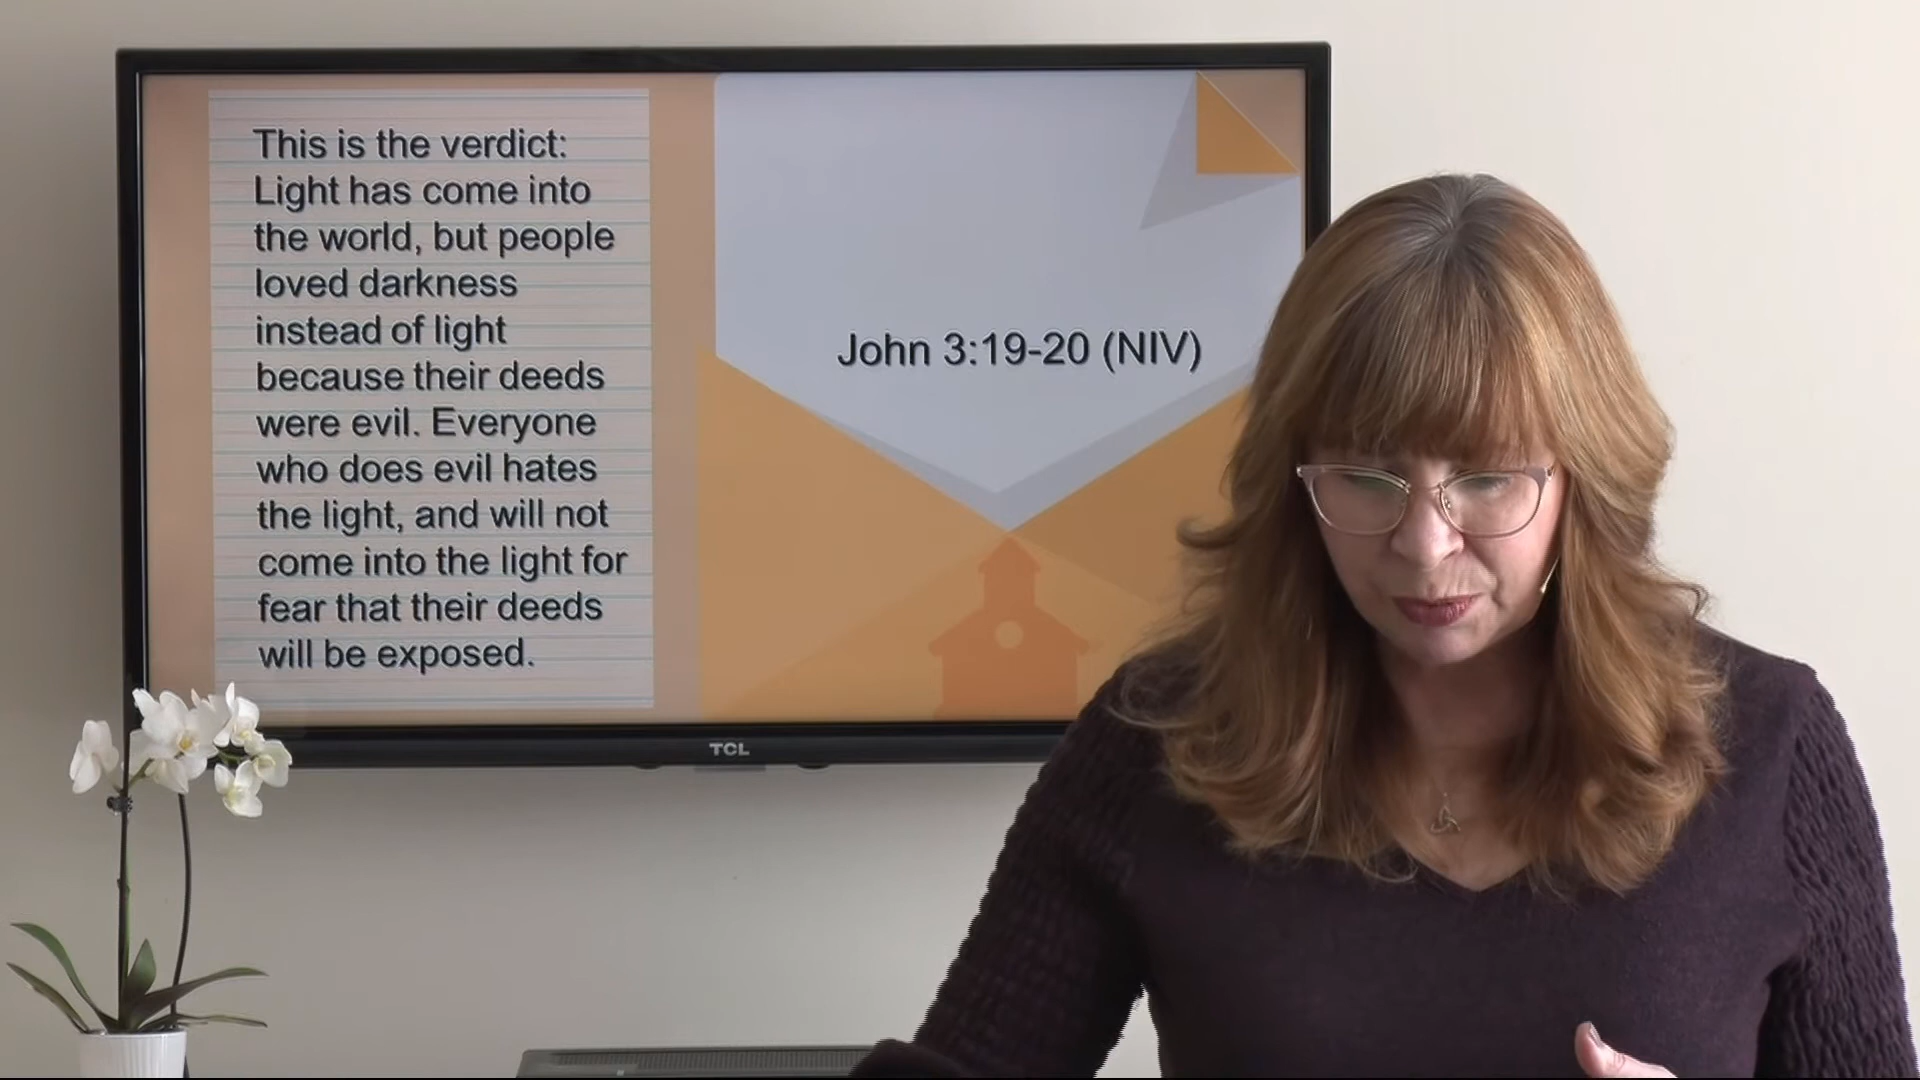 This is the verdict:
Light has come into
the world, but people
loved darkness
instead of light
because their deeds
were evil. Everyone
who does evil hates
the light, and will not
come into the light for
fear that their deeds
will be exposed.
John 3:19-20 (NIV)
TCL